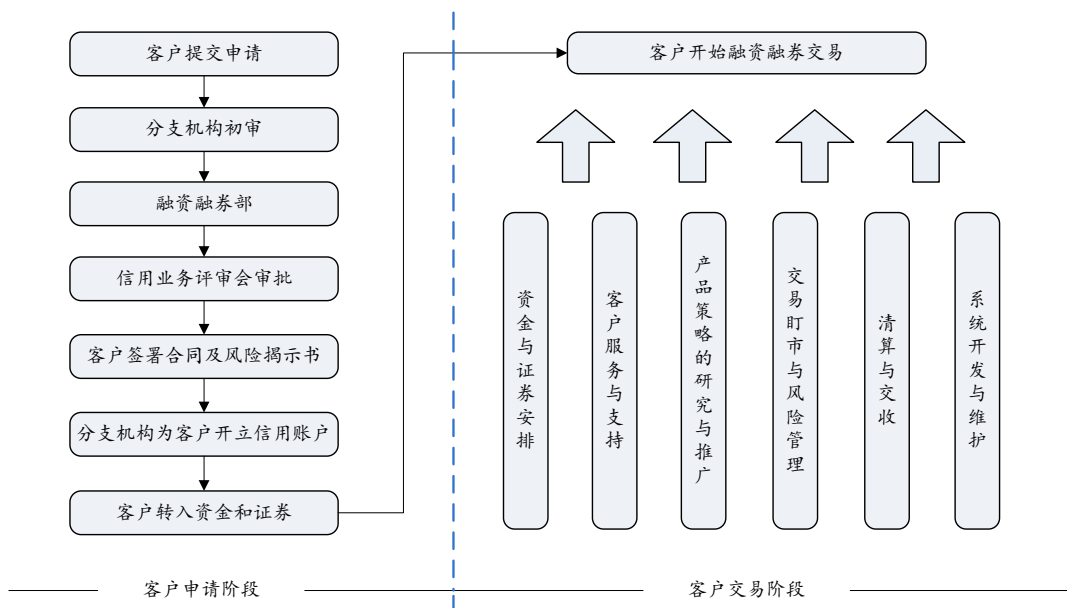 客户提交申请
分支机构初审
融资融券部
信用业务评审会审批
客户签署合同及风险揭示书
分支机构为客户开立信用账户
客户转入资金和证券
客户申请阶段
客户开始融资融券交易
资金与证券安排
客户服务与支持
产品策略的研究与推广
交易盯市与风险管理
清算与交收
系统开发与维护
客户交易阶段